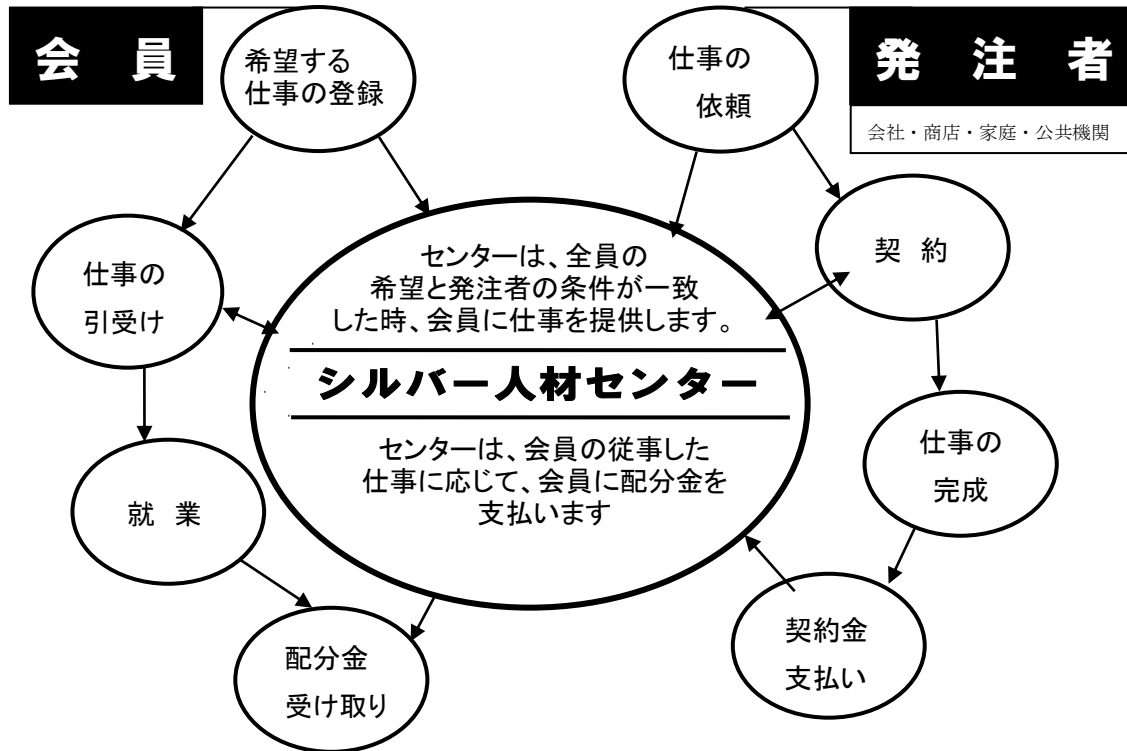 会員
希望する
仕事の登録
仕事の
依頼
発注者
会社・商店・家庭・公共機関
契約
仕事の
引受け
センターは、全員の
希望と発注者の条件が一致
した時、会員に仕事を提供します。
シルバー人材センター
センターは、会員の従事した
仕事に応じて、会員に配分金を
支払います
仕事の
完成
就業
契約金
支払い
配分金
受け取り